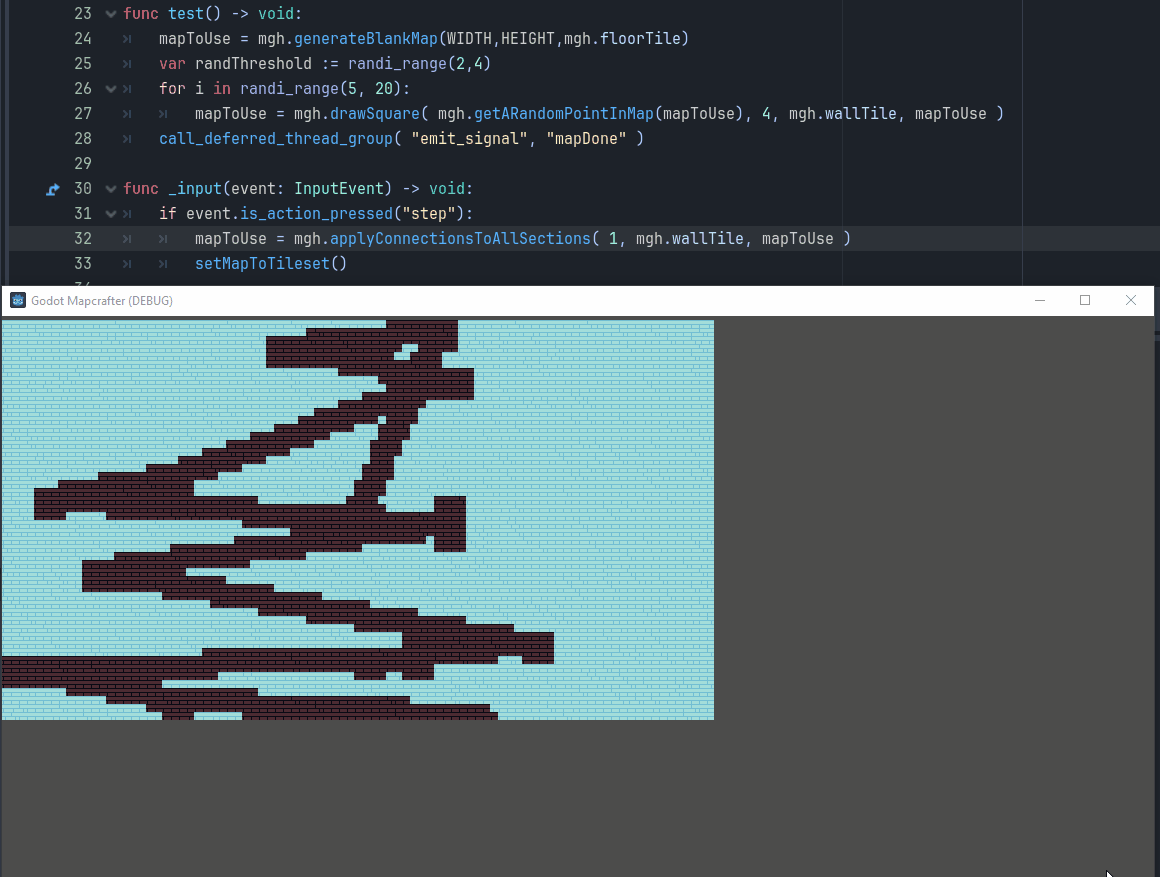 23 func test() -> void:
24 mapToUse = mgh.generateBlankMap(WIDTH,HEIGHT,mgh.floorTile)
25 var randThreshold := randi_range(2,4)
26 for i in randi_range(5, 20):
27 mapToUse = mgh.drawSquare( mgh.getARandomPointInMap(mapToUse), 4, mgh.wallTile, mapToUse )
28 call_deferred_thread_group( "emit_signal", "mapDone" )
29
30 func _input(event: InputEvent) -> void:
31 if event.is_action_pressed("step"):
32 mapToUse = mgh.applyConnectionsToAllSections( 1, mgh.wallTile, mapToUse )
33 setMapToTileset()
Godot Mapcrafter (DEBUG)